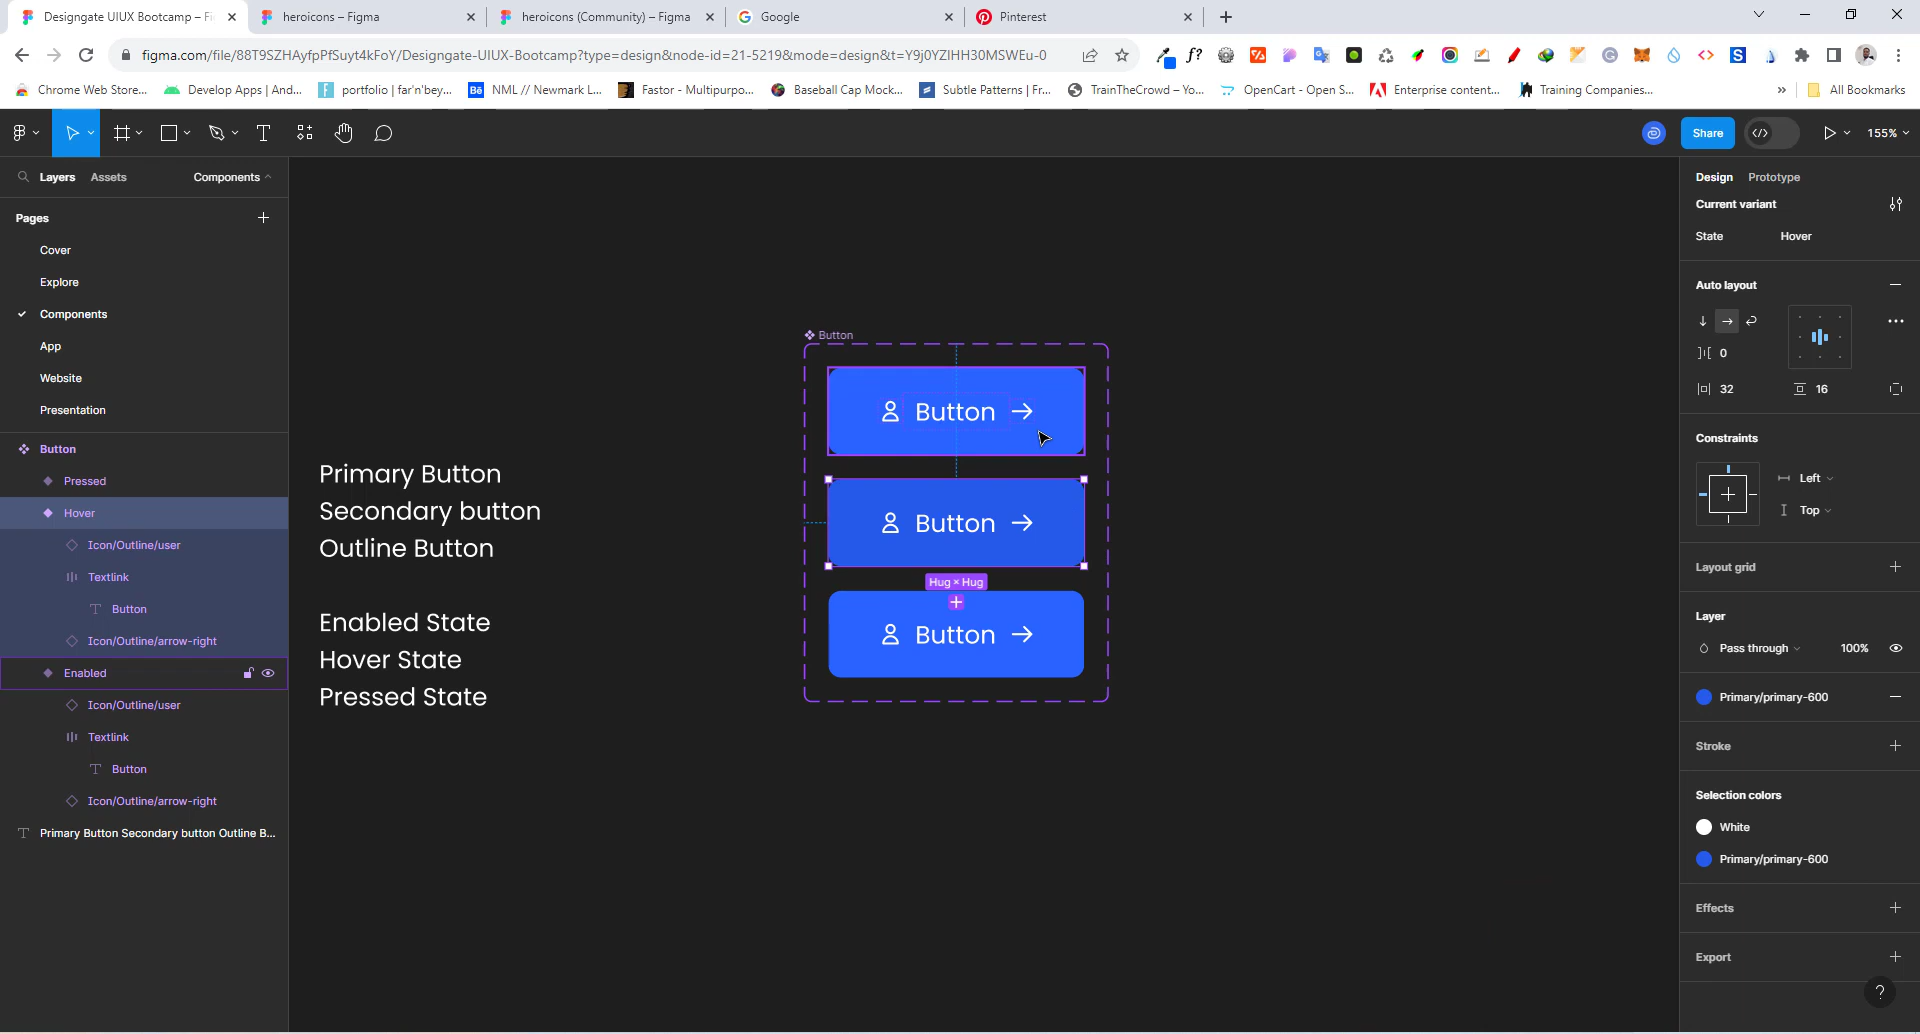 Designgate UIUX Bootcamp – Fi
heroicons – Figma
heroicons (Community) – Figma
Google
Pinterest
figma.com/file/88T9SZHAyfpPfSuyt4kFoY/Designgate-UIUX-Bootcamp?type=design&node-id=21-5219&mode=design&t=Y9j0YZIHH30MSWEu-0
Chrome Web Store...
Develop Apps | And...
portfolio | far'n'bey...
NML // Newmark L...
Fastor - Multipurpo...
Baseball Cap Mock...
Subtle Patterns | Fr...
TrainTheCrowd – Yo...
OpenCart - Open S...
Enterprise content...
Training Companies...
»
All Bookmarks
Share
155%
Layers
Assets
Components
Pages
Cover
Explore
Components
App
Website
Presentation
Button
Pressed
Hover
Icon/Outline/user
Textlink
Button
Icon/Outline/arrow-right
Enabled
Icon/Outline/user
Textlink
Button
Icon/Outline/arrow-right
Primary Button Secondary button Outline B...
Primary Button
Secondary button
Outline Button
Enabled State
Hover State
Pressed State
Button
Button
Button
Hug × Hug
Button
Design
Prototype
Current variant
State
Hover
Auto layout
0
32
16
Constraints
Left
Top
Layout grid
Layer
Pass through
100%
Primary/primary-600
Stroke
Selection colors
White
Primary/primary-600
Effects
Export
?